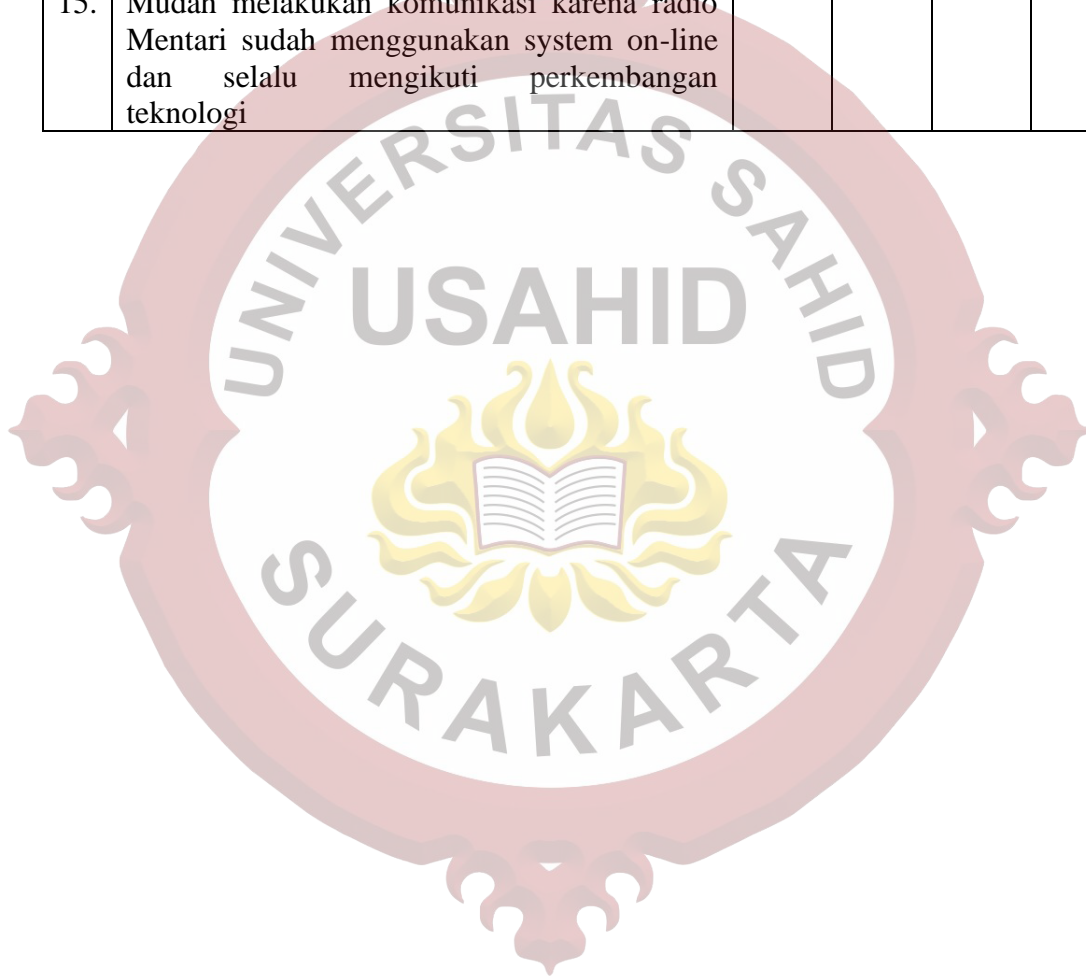 15. Mudah melakukan komunikasi karena radio
Mentari sudah menggunakan system on-line
dan selalu mengikuti perkembangan
teknologi
UNIVERSITAS SAHID
USAHID
SURAKARTA